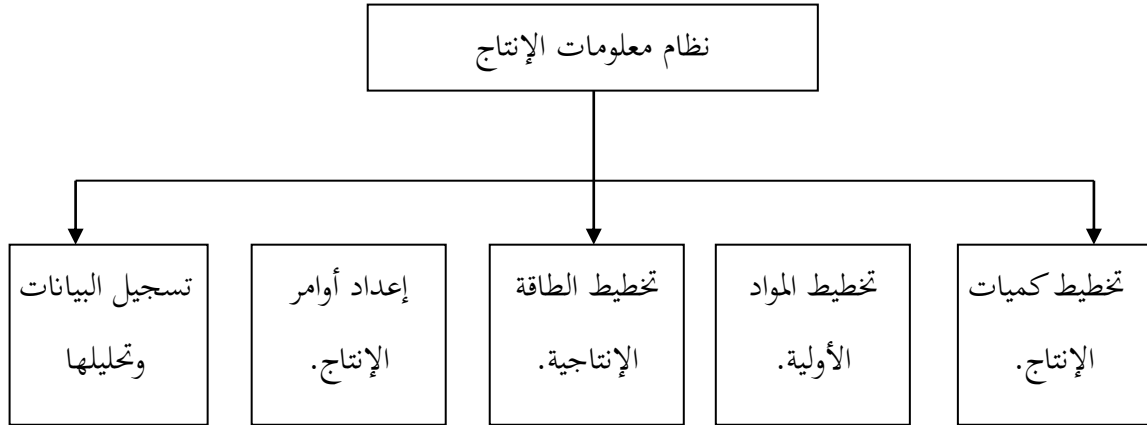 نظام معلومات الإنتاج
تخطيط كميات
الإنتاج.
تخطيط المواد
الأولية.
تخطيط الطاقة
الإنتاجية.
إعداد أوامر
الإنتاج.
تسجيل البيانات
وتحليلها